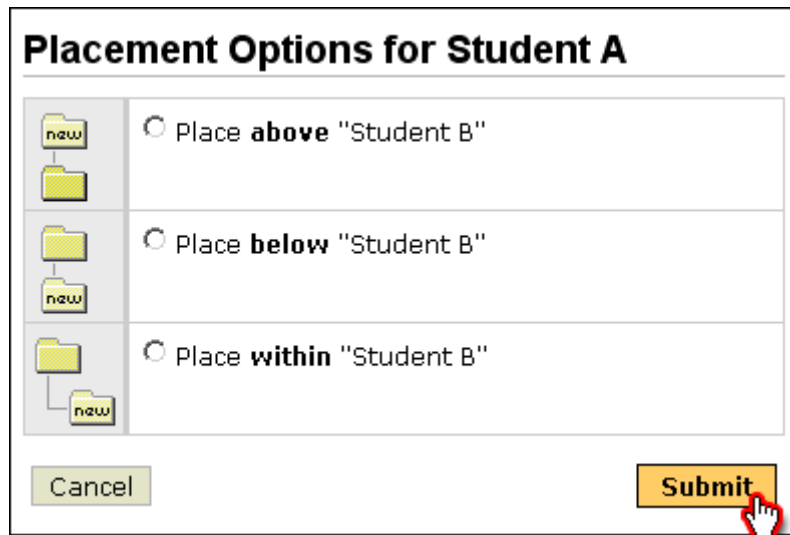 Placement Options for Student A
new
Place above "Student B"
Place below "Student B"
new
Place within "Student B"
new
Cancel
Submit